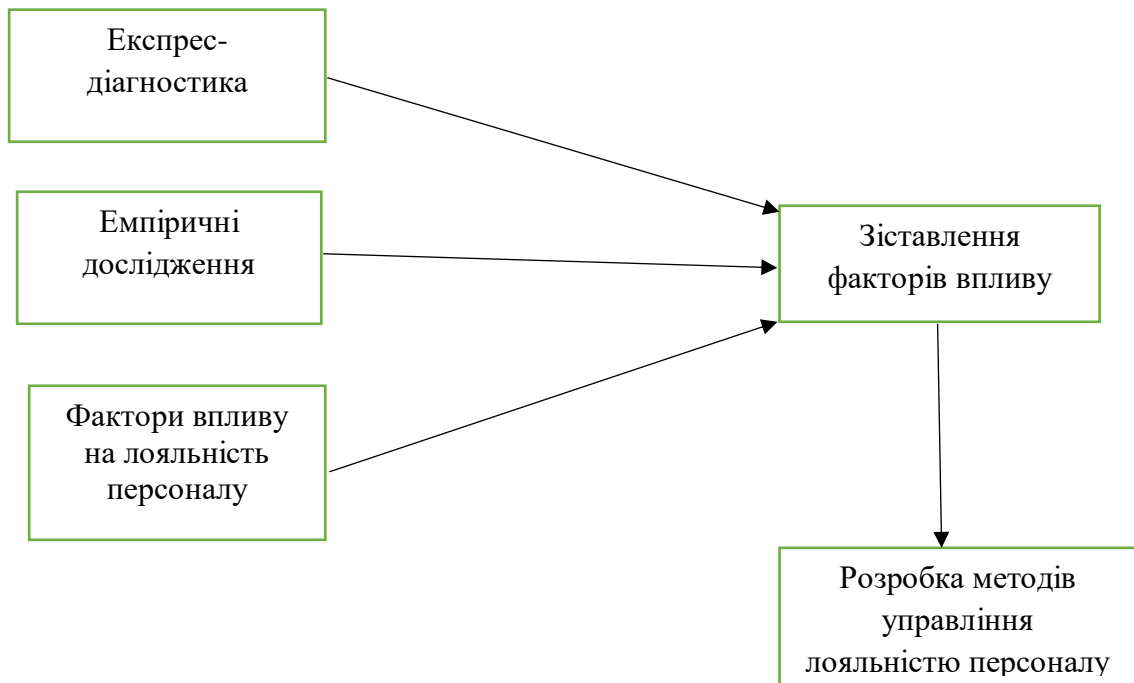 Експрес-
діагностика
Емпіричні
дослідження
Фактори впливу
на лояльність
персоналу
Зіставлення
факторів впливу
Розробка методів
управління
лояльністю персоналу